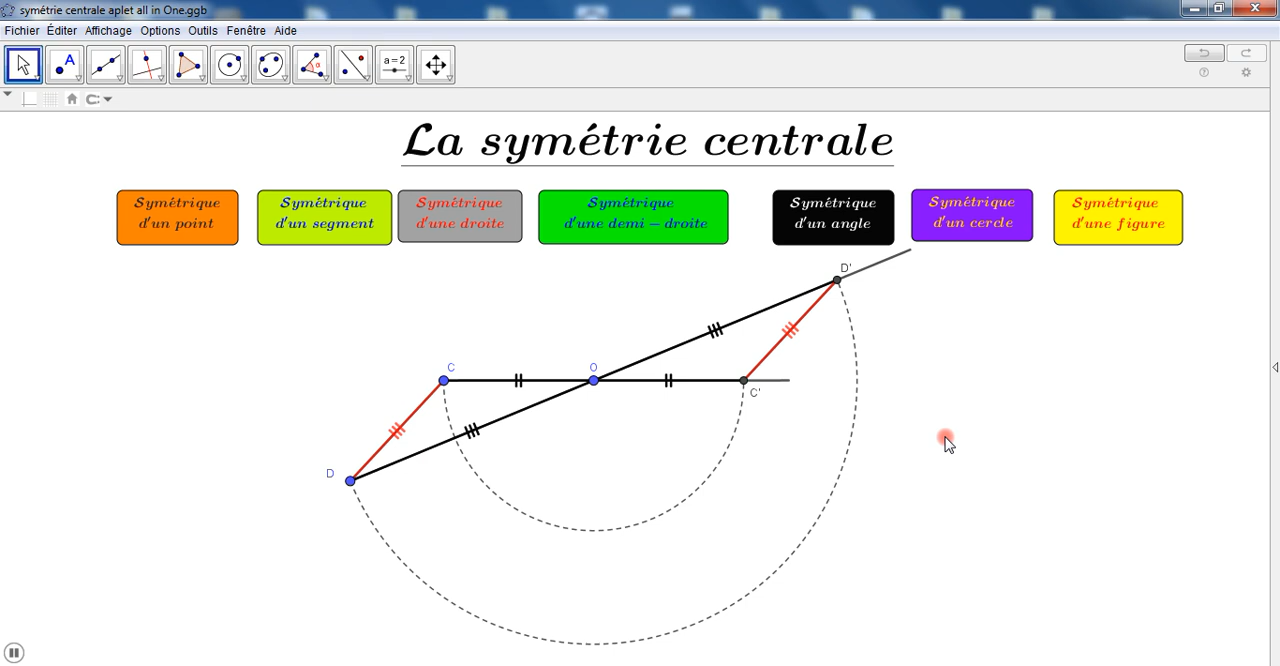 symétrie centrale aplet all in One.ggb
Fichier Éditer Affichage Options Outils Fenêtre Aide
A
α
a=2
La symétrie centrale
Symétrique
d'un point
Symétrique
d'un segment
Symétrique
d'une droite
Symétrique
d'une demi – droite
Symétrique
d'un angle
Symétrique
d'un cercle
Symétrique
d'une figure
D'
C
O
C'
D